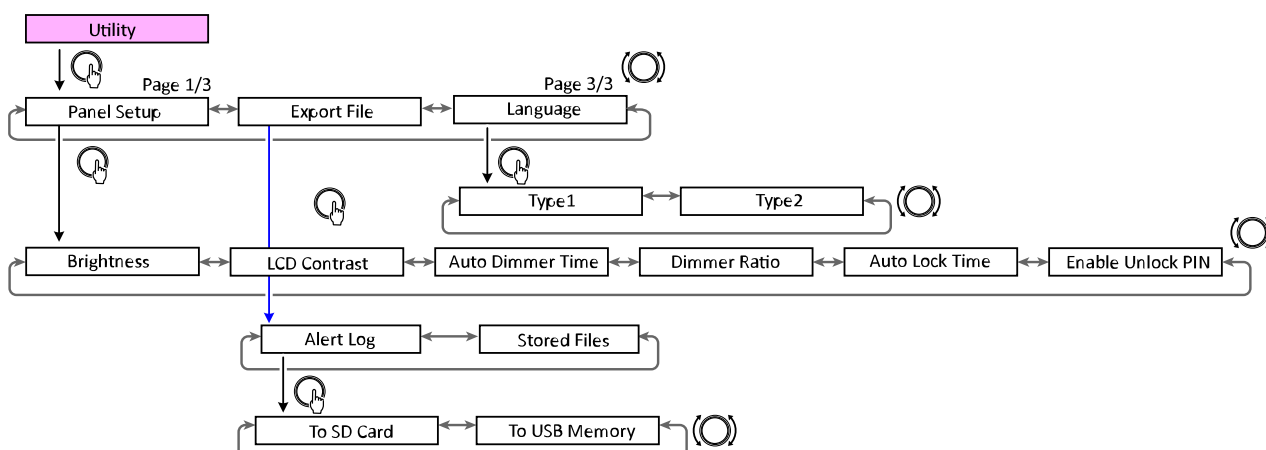 Utility
Page 1/3
Page 3/3
Panel Setup
Export File
Language
Type1
Type2
Brightness
LCD Contrast
Auto Dimmer Time
Dimmer Ratio
Auto Lock Time
Enable Unlock PIN
Alert Log
Stored Files
To SD Card
To USB Memory